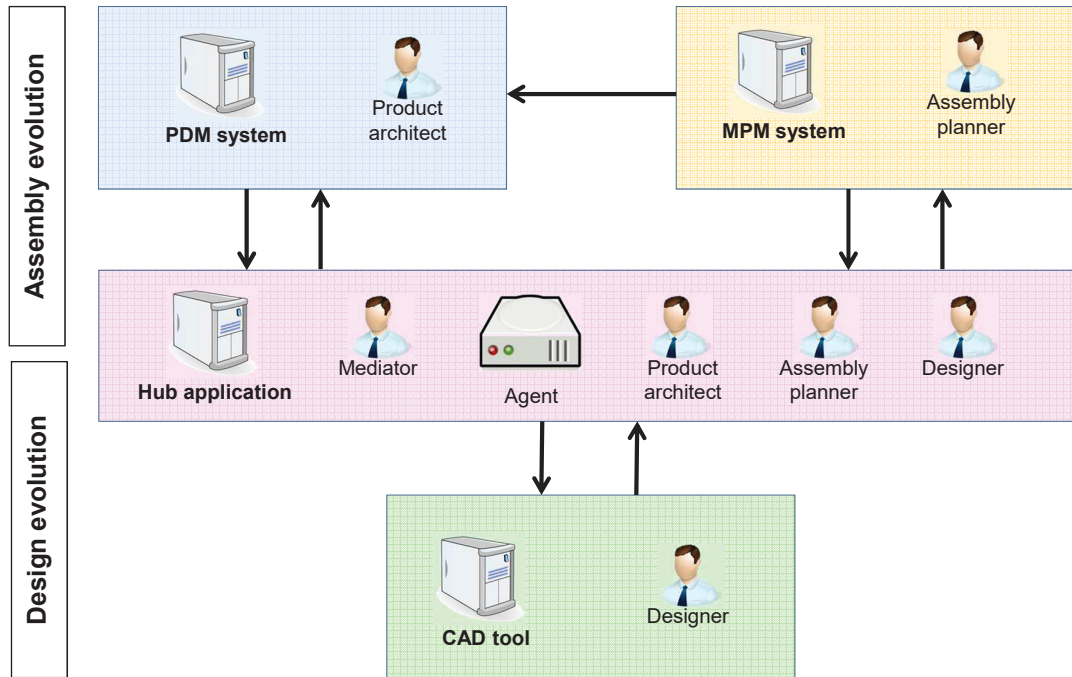 Assembly evolution
PDM system
Product
architect
MPM system
Assembly
planner
Hub application
Mediator
Agent
Product
architect
Assembly
planner
Designer
Design evolution
CAD tool
Designer